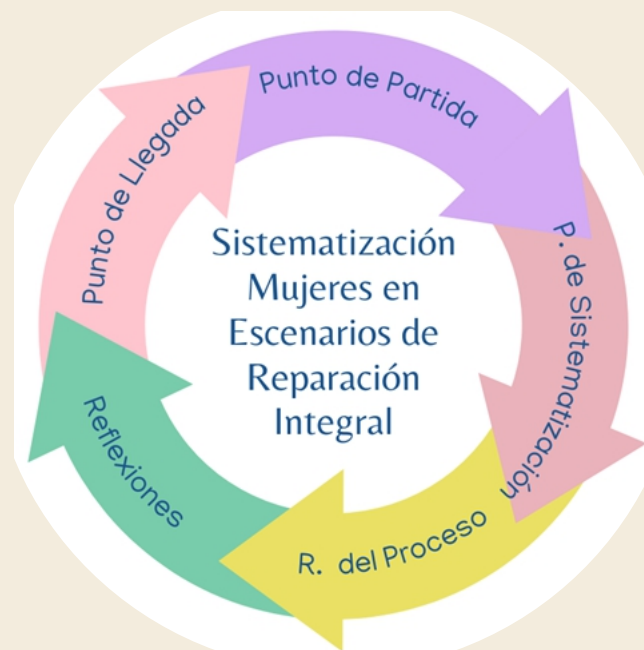 Punto de Partida
P. de Sistematización
R. del Proceso
Reflexiones
Punto de Llegada
Sistematización
Mujeres en
Escenarios de
Reparación
Integral